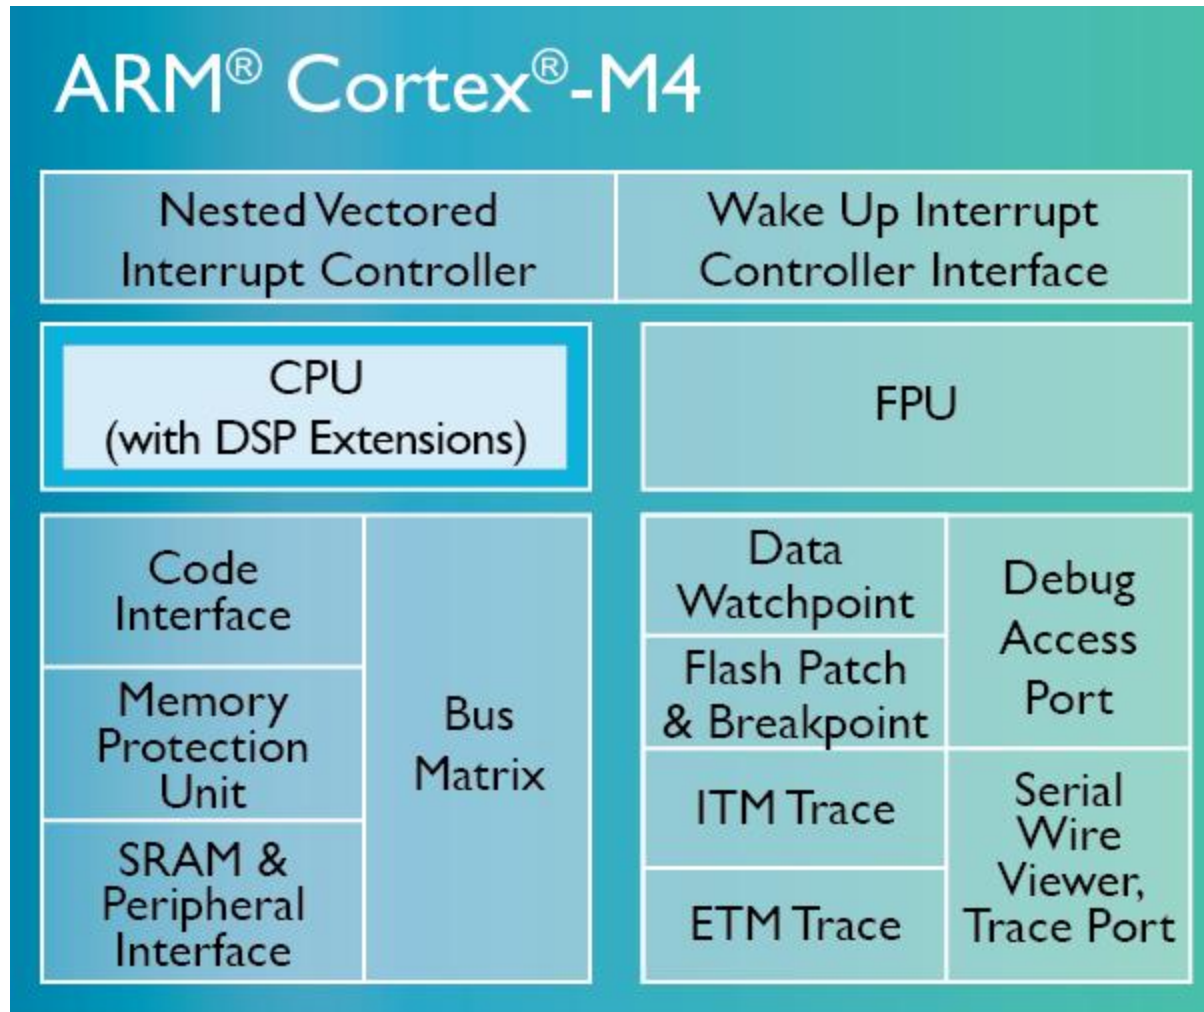 ARM® Cortex®-M4
Nested Vectored
Interrupt Controller
Wake Up Interrupt
Controller Interface
CPU
(with DSP Extensions)
FPU
Code
Interface
Memory
Protection
Unit
SRAM &
Peripheral
Interface
Bus
Matrix
Data
Watchpoint
Flash Patch
& Breakpoint
ITM Trace
ETM Trace
Debug
Access
Port
Serial
Wire
Viewer,
Trace Port